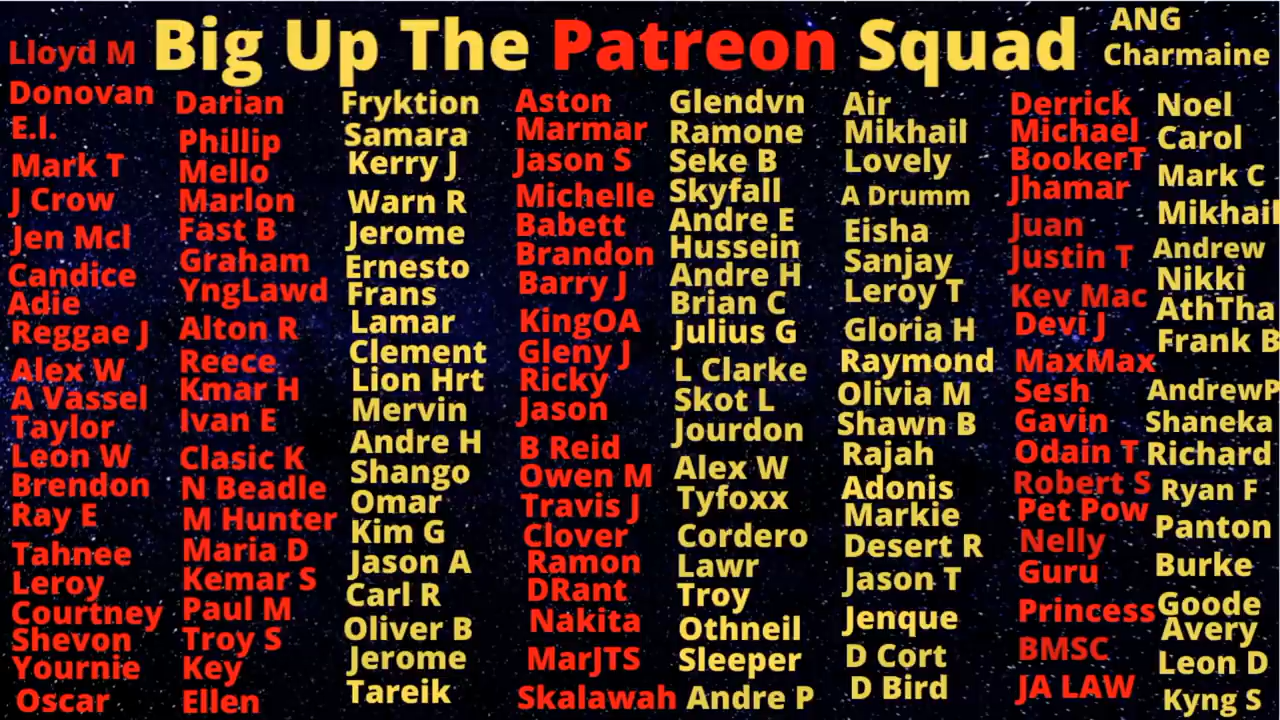 Big Up The Patreon Squad
Lloyd M
Donovan
E.I.
Mark T
J Crow
Jen Mcl
Candice
Adie
Reggae J
Alex W
A Vassel
Taylor
Leon W
Brendon
Ray E
Tahnee
Leroy
Courtney
Shevon
Yournie
Oscar
Darian
Phillip
Mello
Marlon
Fast B
Graham
YngLawd
Alton R
Reece
Kmar H
Ivan E
Clasic K
N Beadle
M Hunter
Maria D
Kemar S
Paul M
Troy S
Key
Ellen
Fryktion
Samara
Kerry J
Warn R
Jerome
Ernesto
Frans
Lamar
Clement
Lion Hrt
Mervin
Andre H
Shango
Omar
Kim G
Jason A
Carl R
Oliver B
Jerome
Tareik
Aston
Marmar
Jason S
Michelle
Babett
Brandon
Barry J
KingOA
Gleny J
Ricky
Jason
B Reid
Owen M
Travis J
Clover
Ramon
DRant
Nakita
MarJTS
Skalawah
Glendvn
Ramone
Seke B
Skyfall
Andre E
Hussein
Andre H
Brian C
Julius G
L Clarke
Skot L
Jourdon
Alex W
Tyfoxx
Cordero
Lawr
Troy
Othneil
Sleeper
Andre P
Air
Mikhail
Lovely
A Drumm
Eisha
Sanjay
Leroy T
Gloria H
Raymond
Olivia M
Shawn B
Rajah
Adonis
Markie
Desert R
Jason T
Jenque
D Cort
D Bird
Derrick
Michael
BookerT
Jhamar
Juan
Justin T
Kev Mac
Devi J
MaxMax
Sesh
Gavin
Odain T
Robert S
Pet Pow
Nelly
Guru
Princess
BMSC
JA LAW
ANG
Charmaine
Noel
Carol
Mark C
Mikhail
Andrew
Nikki
AthTha
Frank B
AndrewP
Shaneka
Richard
Ryan F
Panton
Burke
Goode
Avery
Leon D
Kyng S